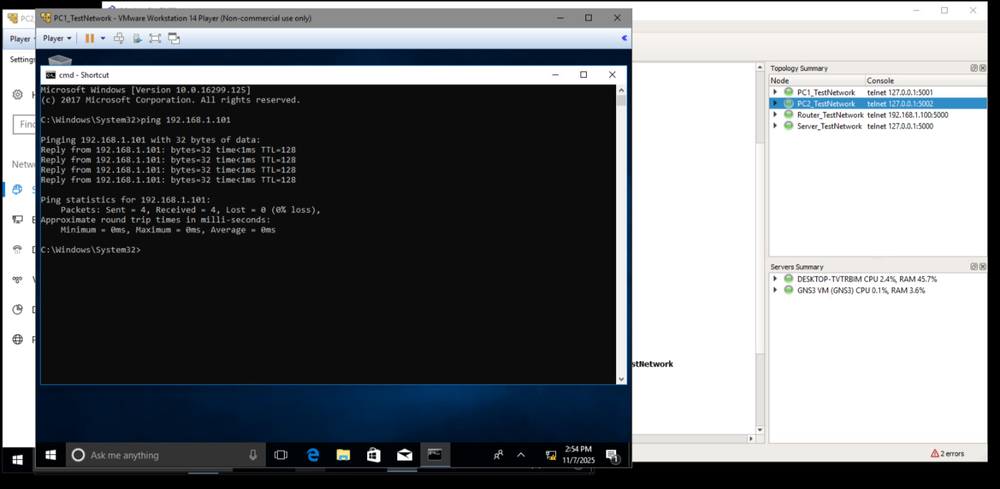 PC2_
PC1_TestNetwork - VMware Workstation 14 Player (Non-commercial use only)
Player
Player
Settings
cmd - Shortcut
Microsoft Windows [Version 10.0.16299.125]
(c) 2017 Microsoft Corporation. All rights reserved.
C:\Windows\System32>ping 192.168.1.101
Pinging 192.168.1.101 with 32 bytes of data:
Reply from 192.168.1.101: bytes=32 time<1ms TTL=128
Reply from 192.168.1.101: bytes=32 time<1ms TTL=128
Reply from 192.168.1.101: bytes=32 time<1ms TTL=128
Reply from 192.168.1.101: bytes=32 time<1ms TTL=128
Ping statistics for 192.168.1.101:
Packets: Sent = 4, Received = 4, Lost = 0 (0% loss),
Approximate round trip times in milli-seconds:
Minimum = 0ms, Maximum = 0ms, Average = 0ms
C:\Windows\System32>
Find
Netw
Ask me anything
2:54 PM
11/7/2025
1
stNetwork
Topology Summary
Node Console
PC1_TestNetwork telnet 127.0.0.1:5001
PC2_TestNetwork telnet 127.0.0.1:5002
Router_TestNetwork telnet 192.168.1.100:5000
Server_TestNetwork telnet 127.0.0.1:5000
Servers Summary
DESKTOP-TVTRBIM CPU 2.4%, RAM 45.7%
GNS3 VM (GNS3) CPU 0.1%, RAM 3.6%
2 errors